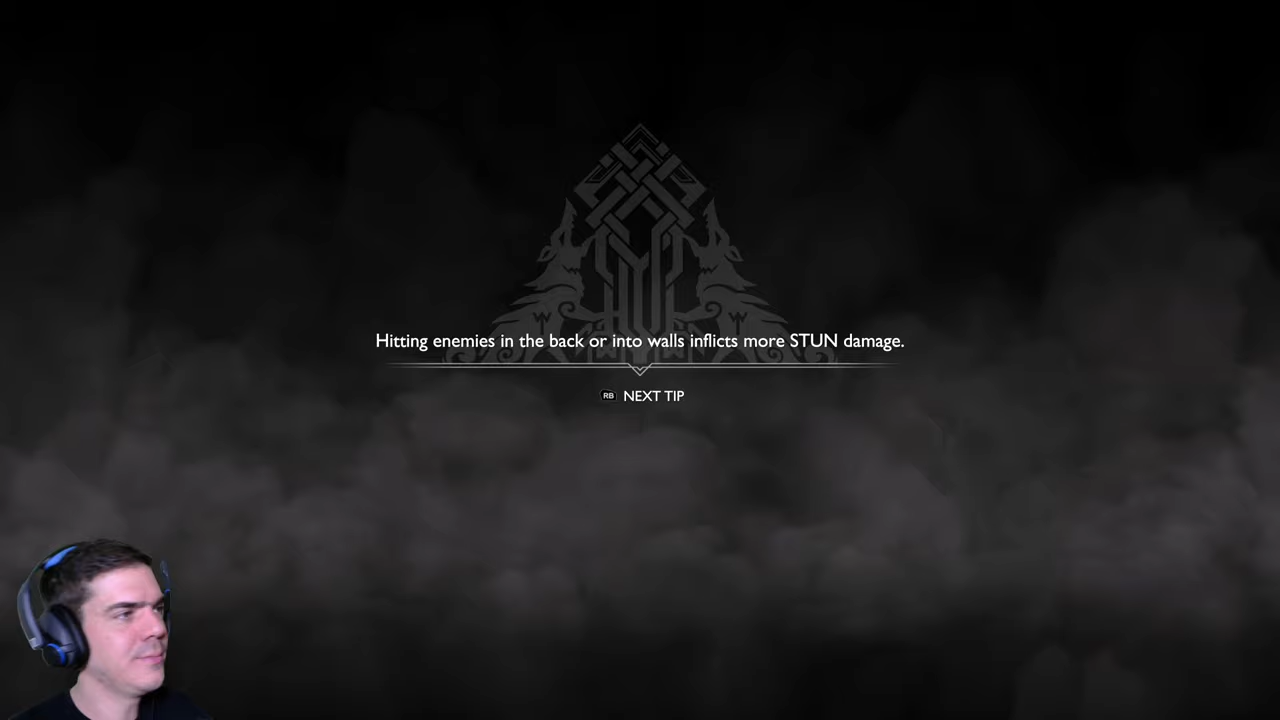 Hitting enemies in the back or into walls inflicts more STUN damage.
RB NEXT TIP